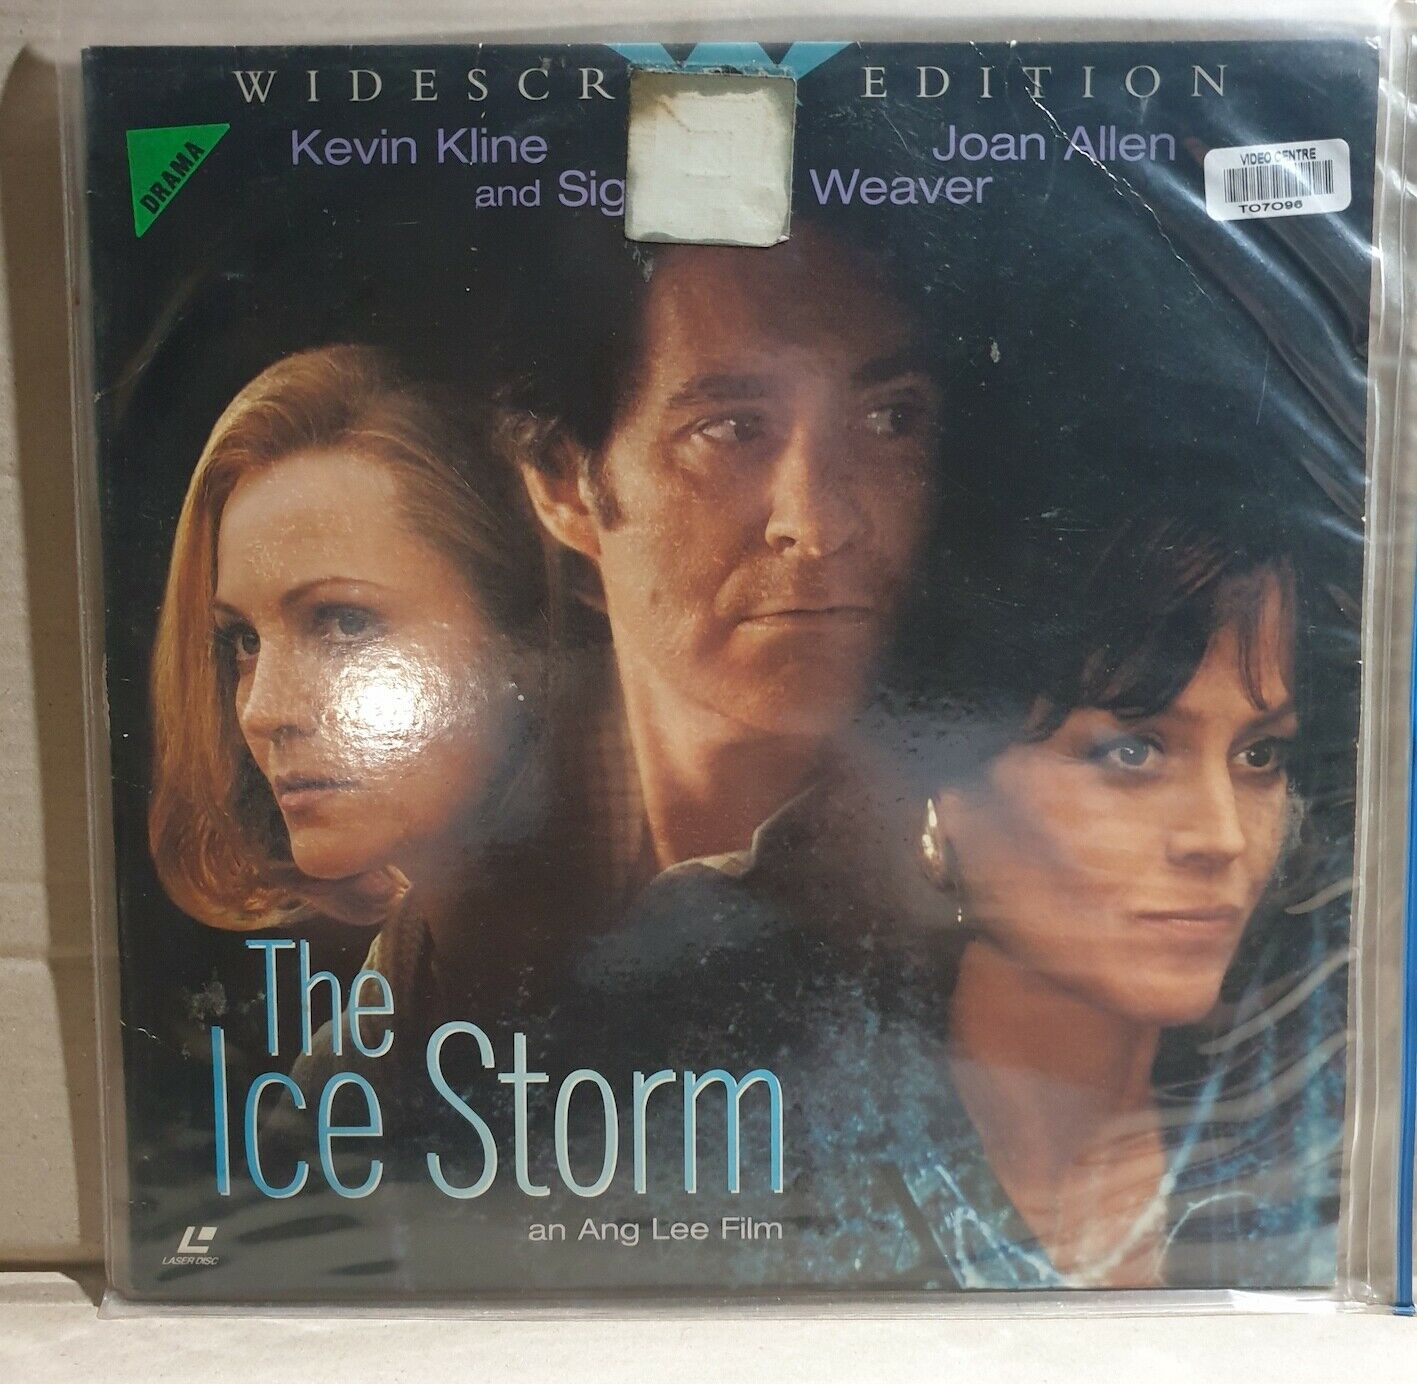 WIDESCR EDITION
Kevin Kline Joan Allen
and Sig Weaver
DRAMA
VIDEO CENTRE
TO7096
The
Ice Storm
an Ang Lee Film
LASER DISC